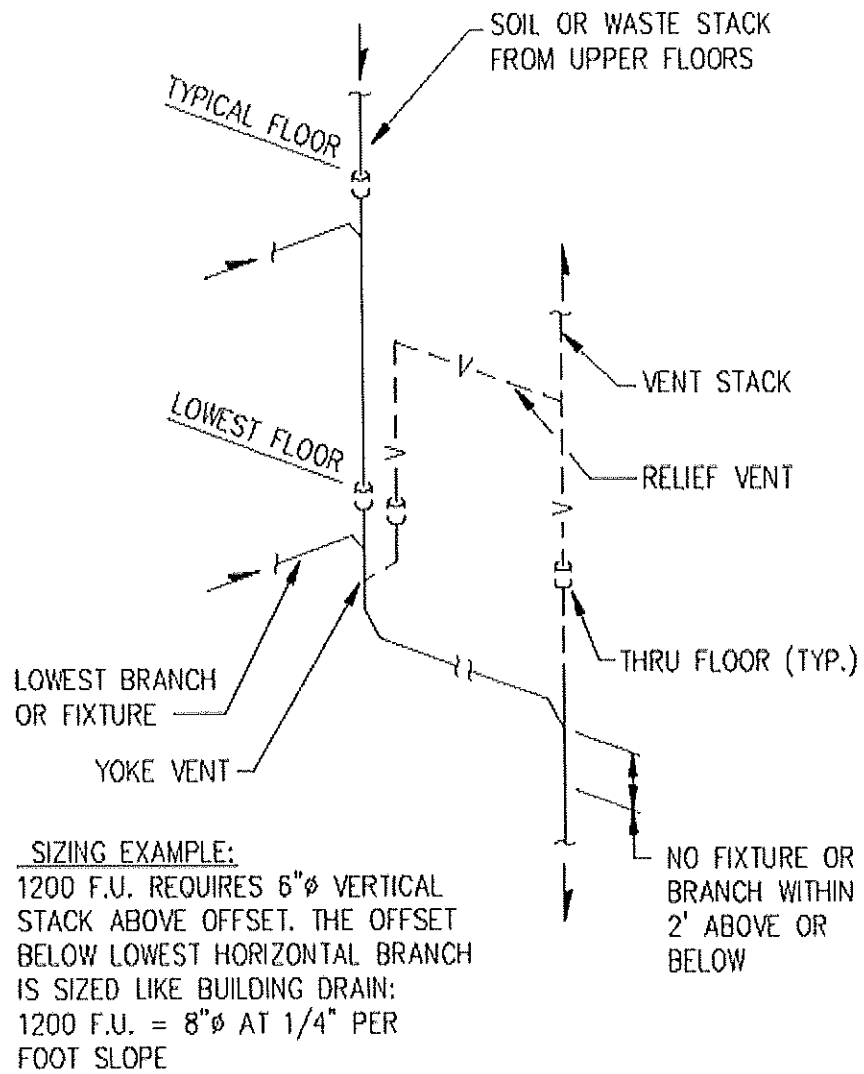 SOIL OR WASTE STACK
FROM UPPER FLOORS
TYPICAL FLOOR
VENT STACK
V
LOWEST FLOOR
V
RELIEF VENT
V
THRU FLOOR (TYP.)
LOWEST BRANCH
OR FIXTURE
YOKE VENT
SIZING EXAMPLE:
1200 F.U. REQUIRES 6"ø VERTICAL
STACK ABOVE OFFSET. THE OFFSET
BELOW LOWEST HORIZONTAL BRANCH
IS SIZED LIKE BUILDING DRAIN:
1200 F.U. = 8"ø AT 1/4" PER
FOOT SLOPE
NO FIXTURE OR
BRANCH WITHIN
2' ABOVE OR
BELOW